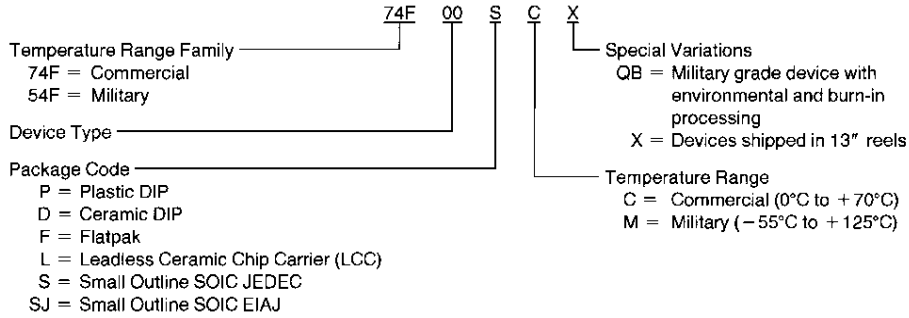 74F 00 S C X
Temperature Range Family
74F = Commercial
54F = Military
Device Type
Package Code
P = Plastic DIP
D = Ceramic DIP
F = Flatpak
L = Leadless Ceramic Chip Carrier (LCC)
S = Small Outline SOIC JEDEC
SJ = Small Outline SOIC EIAJ
Special Variations
QB = Military grade device with
environmental and burn-in
processing
X = Devices shipped in 13″ reels
Temperature Range
C = Commercial (0°C to +70°C)
M = Military (−55°C to +125°C)